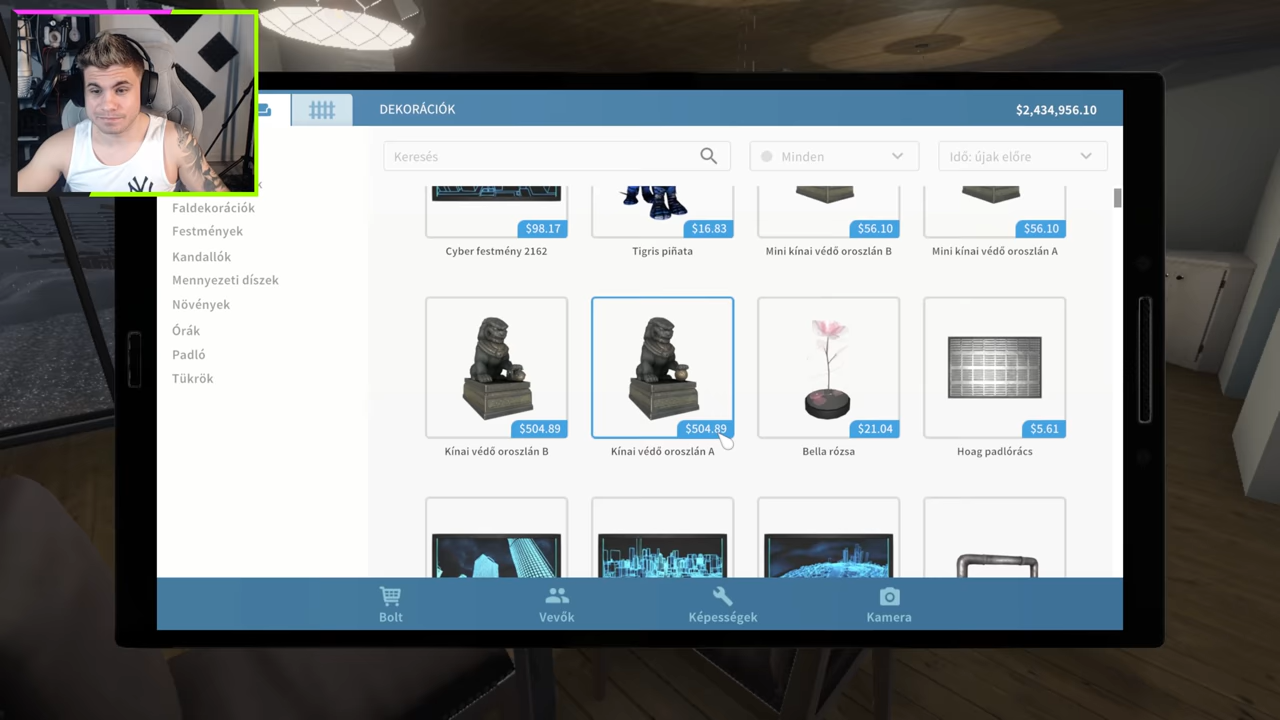 DEKORÁCIÓK
$2,434,956.10
Keresés
Minden
Idő: újak előre
Faldekorációk
Festmények
Kandallók
Mennyezeti díszek
Növények
Órák
Padló
Tükrök
$98.17
$16.83
$56.10
$56.10
Cyber festmény 2162
Tigris piñata
Mini kínai védő oroszlán B
Mini kínai védő oroszlán A
$504.89
$504.89
$21.04
$5.61
Kínai védő oroszlán B
Kínai védő oroszlán A
Bella rózsa
Hoag padlórács
Bolt
Vevők
Képességek
Kamera